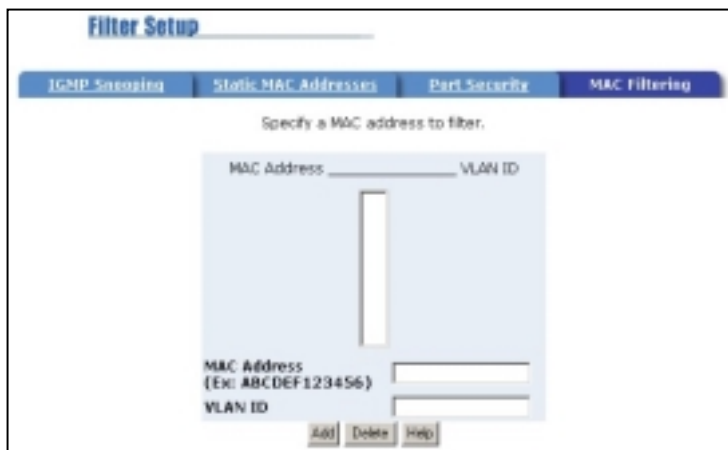 Filter Setup
IGMP Snooping Static MAC Addresses Port Security MAC Filtering
Specify a MAC address to filter.
MAC Address ____________ VLAN ID
MAC Address
(Ex: ABCDEF123456)
VLAN ID
Add Delete Help